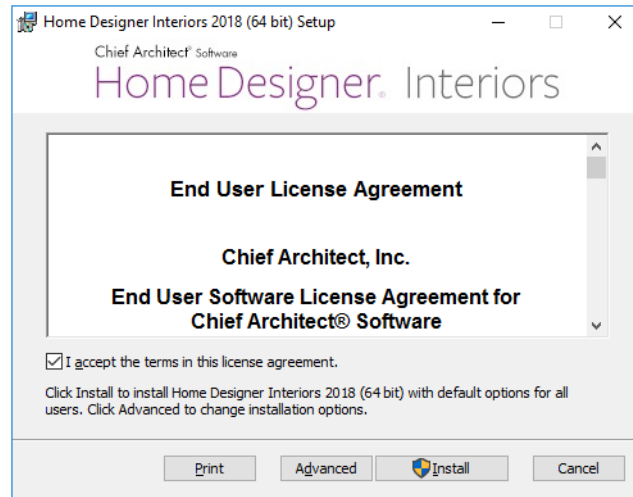 Home Designer Interiors 2018 (64 bit) Setup
Chief Architect® Software
Home Designer® Interiors
End User License Agreement
Chief Architect, Inc.
End User Software License Agreement for
Chief Architect® Software
I accept the terms in this license agreement.
Click Install to install Home Designer Interiors 2018 (64 bit) with default options for all
users. Click Advanced to change installation options.
Print Advanced Install Cancel